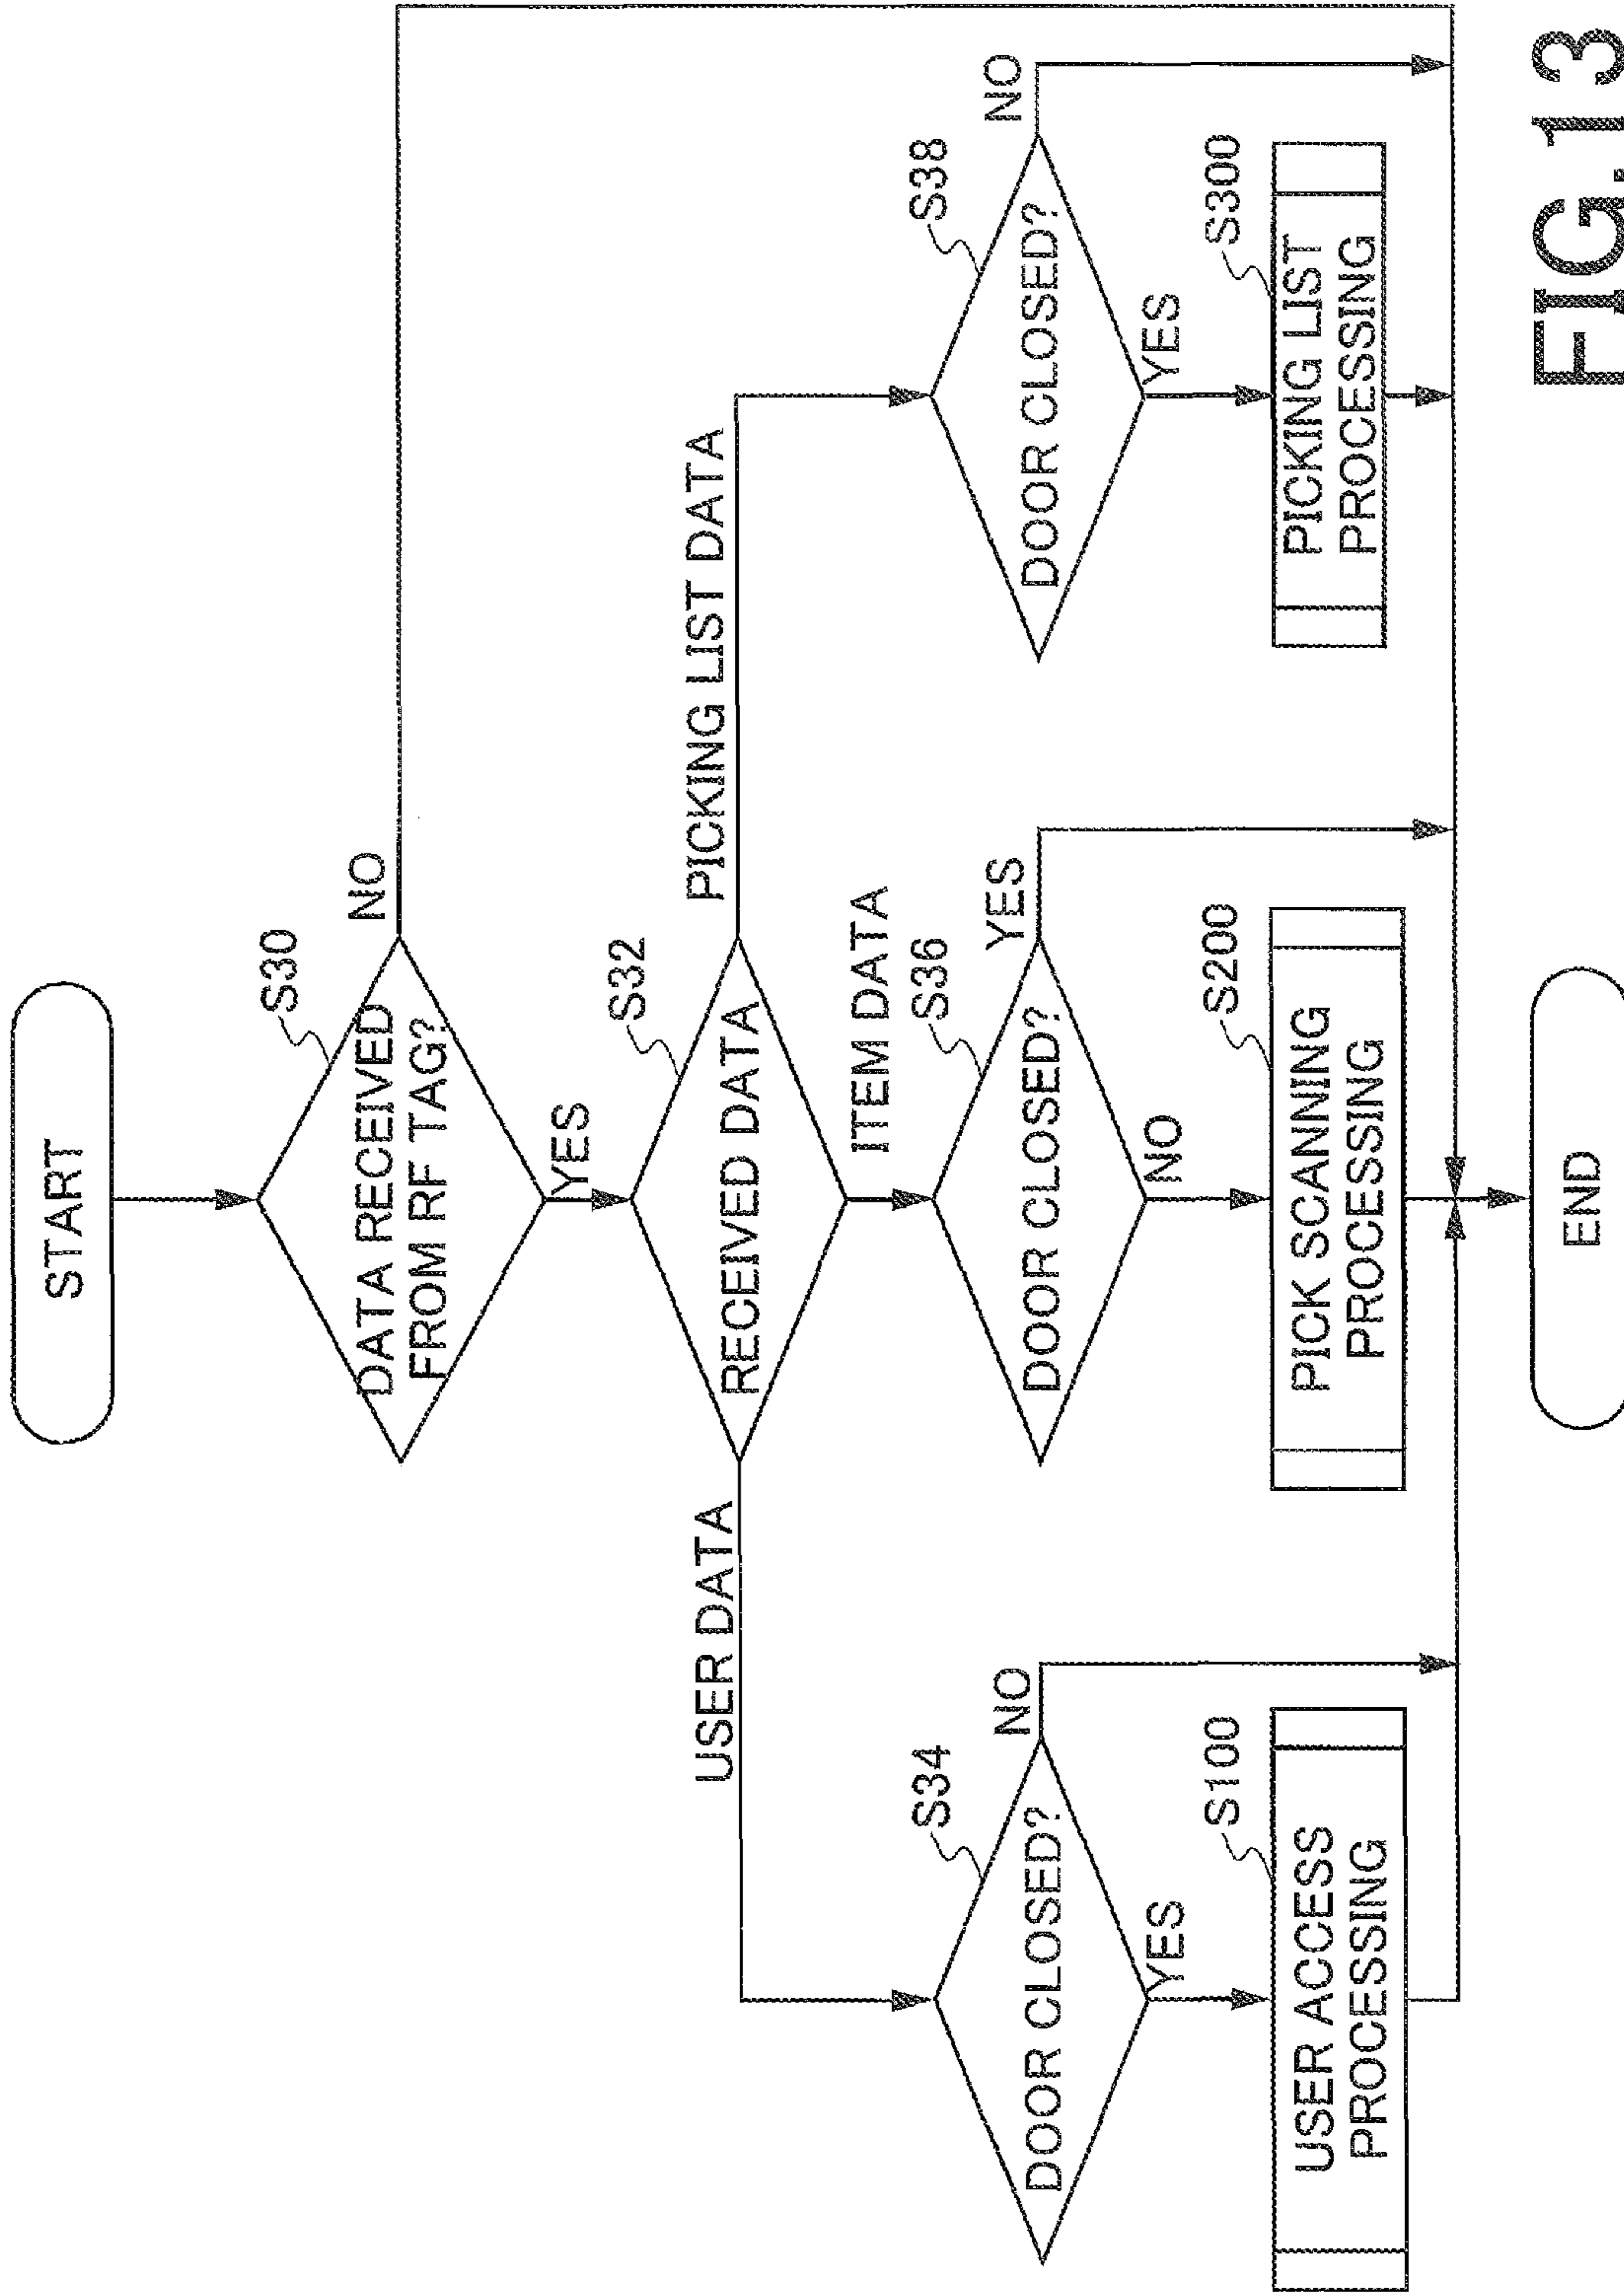 START
S30
DATA RECEIVED
FROM RF TAG?
NO
YES
S32
RECEIVED DATA
USER DATA
PICKING LIST DATA
ITEM DATA
S34
DOOR CLOSED?
NO
YES
S36
DOOR CLOSED?
YES
NO
S38
DOOR CLOSED?
NO
YES
S100
USER ACCESS
PROCESSING
S200
PICK SCANNING
PROCESSING
S300
PICKING LIST
PROCESSING
END
FIG.13